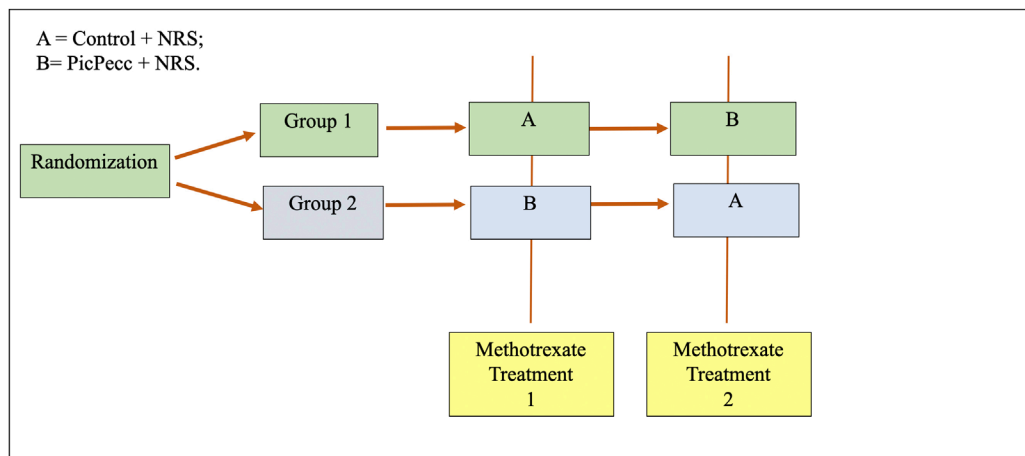 A = Control + NRS;
B= PicPecc + NRS.
Group 1
A
B
Randomization
Group 2
B
A
Methotrexate
Treatment
1
Methotrexate
Treatment
2